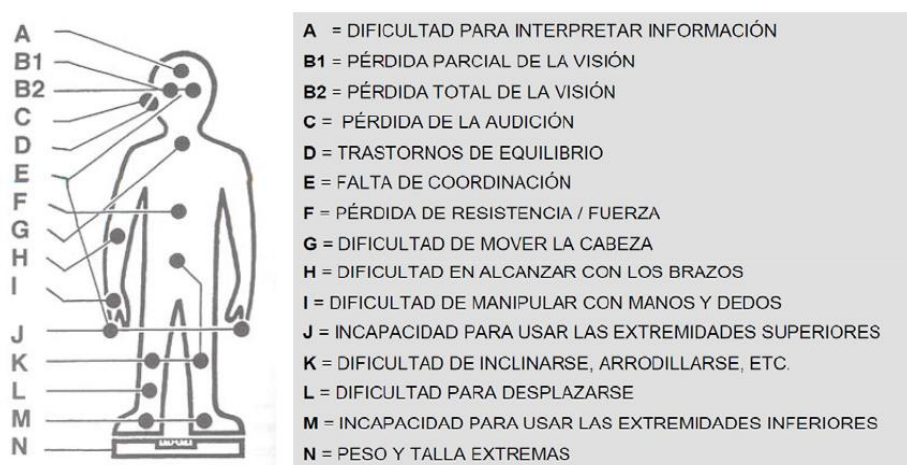 A
B1
B2
C
D
E
F
G
H
I
J
K
L
M
N
A = DIFICULTAD PARA INTERPRETAR INFORMACIÓN
B1 = PÉRDIDA PARCIAL DE LA VISIÓN
B2 = PÉRDIDA TOTAL DE LA VISIÓN
C = PÉRDIDA DE LA AUDICIÓN
D = TRASTORNOS DE EQUILIBRIO
E = FALTA DE COORDINACIÓN
F = PÉRDIDA DE RESISTENCIA / FUERZA
G = DIFICULTAD DE MOVER LA CABEZA
H = DIFICULTAD EN ALCANZAR CON LOS BRAZOS
I = DIFICULTAD DE MANIPULAR CON MANOS Y DEDOS
J = INCAPACIDAD PARA USAR LAS EXTREMIDADES SUPERIORES
K = DIFICULTAD DE INCLINARSE, ARRODILLARSE, ETC.
L = DIFICULTAD PARA DESPLAZARSE
M = INCAPACIDAD PARA USAR LAS EXTREMIDADES INFERIORES
N = PESO Y TALLA EXTREMAS